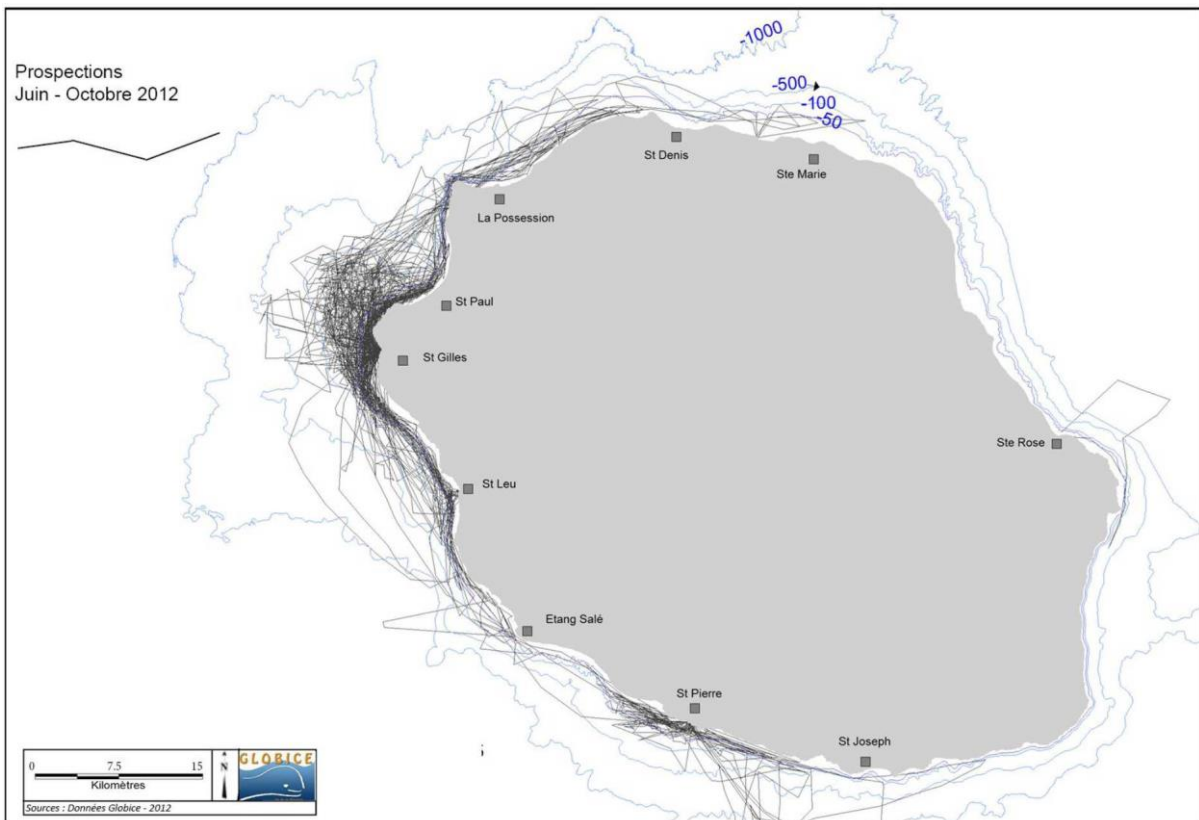 Prospections
Juin - Octobre 2012
-1000
-500
-100
-50
St Denis
Ste Marie
La Possession
St Paul
St Gilles
Ste Rose
St Leu
Etang Salé
St Pierre
St Joseph
0 7.5 15
Kilomètres
N
GLOBICE
Sources : Données Globice - 2012